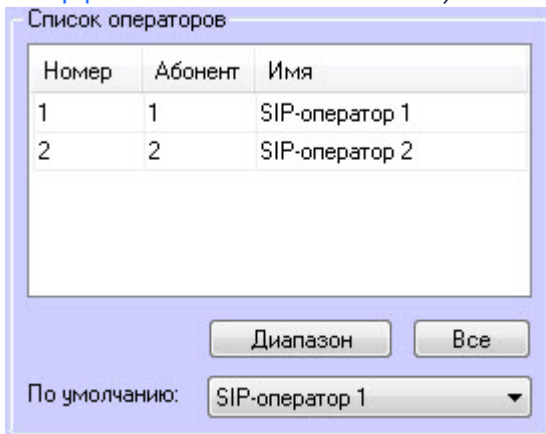 Список операторов
Номер Абонент Имя
1 1 SIP-оператор 1
2 2 SIP-оператор 2
Диапазон Все
По умолчанию: SIP-оператор 1